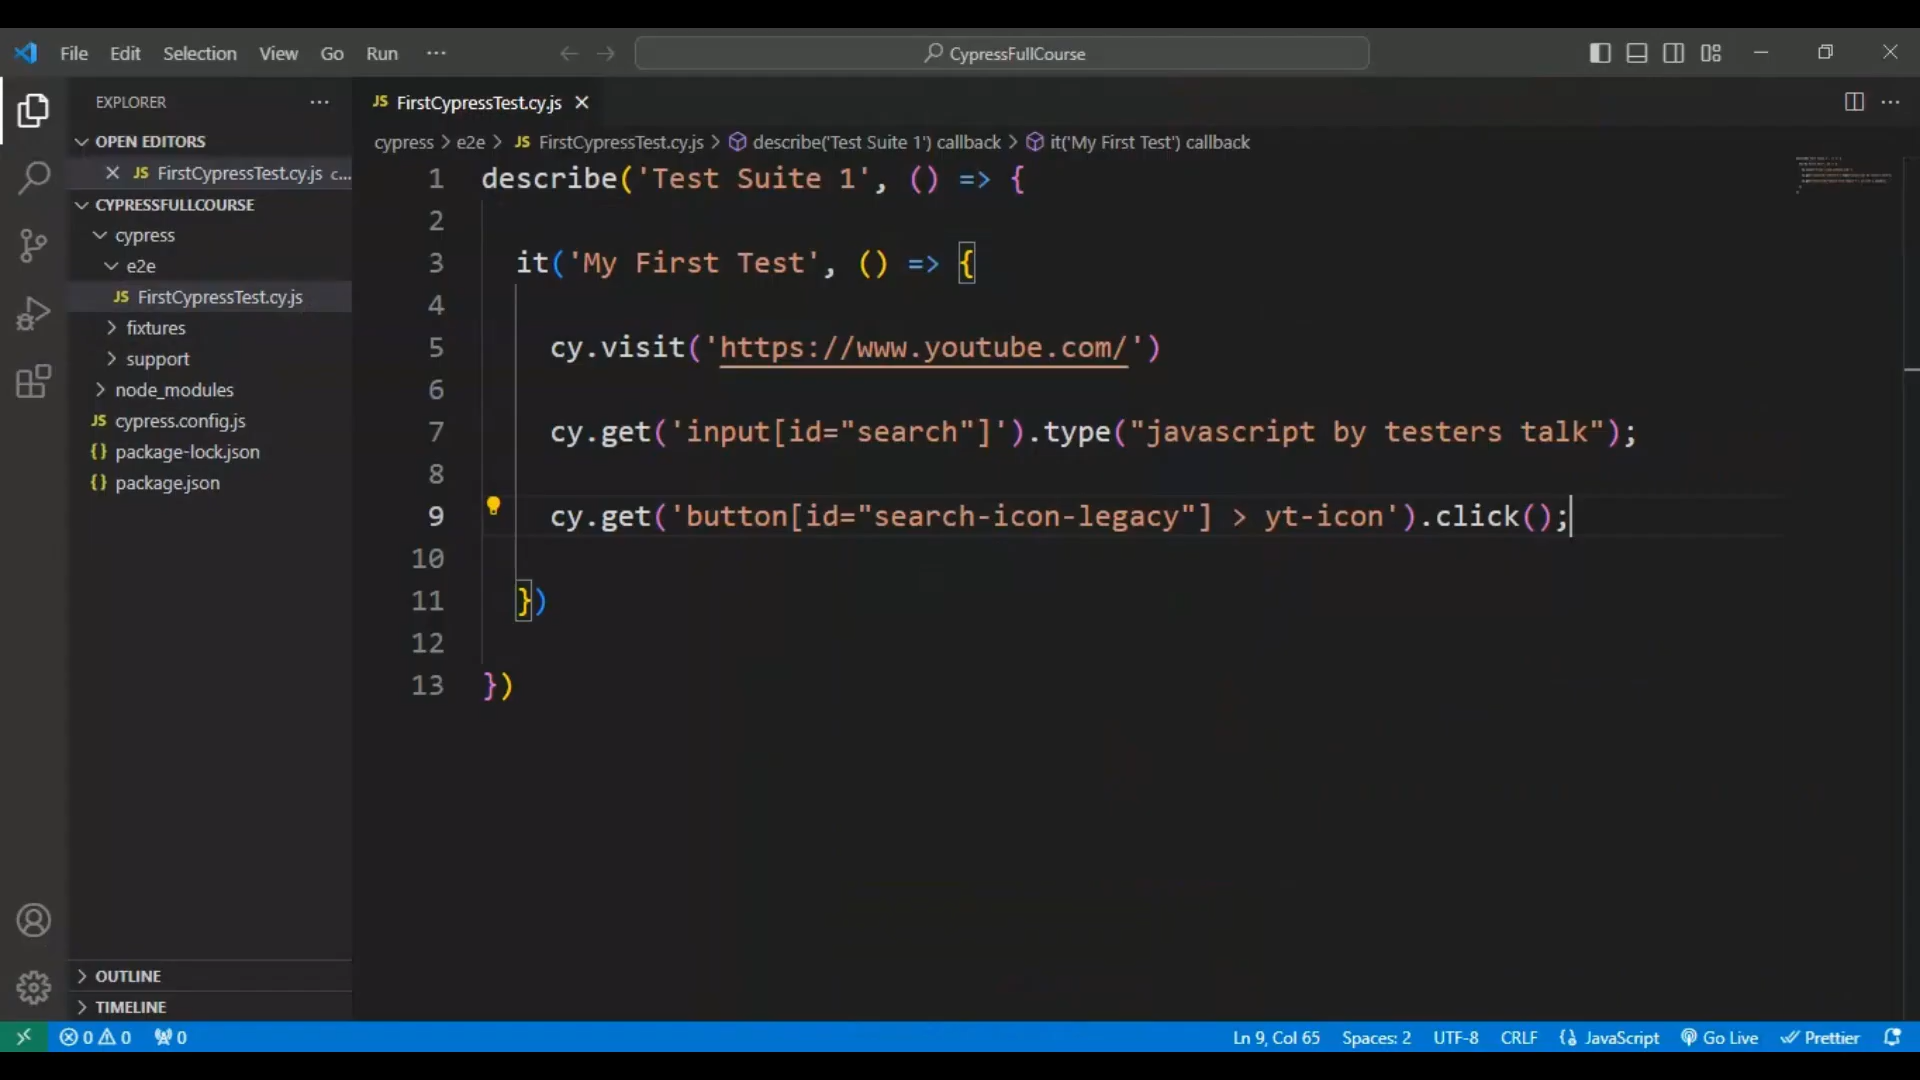 File Edit Selection View Go Run ··· CypressFullCourse
EXPLORER ···
OPEN EDITORS
JS FirstCypressTest.cy.js c...
CYPRESSFULLCOURSE
cypress
e2e
JS FirstCypressTest.cy.js
fixtures
support
node_modules
JS cypress.config.js
{} package-lock.json
{} package.json
OUTLINE
TIMELINE
JS FirstCypressTest.cy.js
cypress > e2e > JS FirstCypressTest.cy.js > describe('Test Suite 1') callback > it('My First Test') callback
1 describe('Test Suite 1', () => {
2
3 it('My First Test', () => {
4
5 cy.visit('https://www.youtube.com/')
6
7 cy.get('input[id="search"]').type("javascript by testers talk");
8
9 cy.get('button[id="search-icon-legacy"] > yt-icon').click();
10
11 })
12
13 })
0 0 0 Ln 9, Col 65 Spaces: 2 UTF-8 CRLF JavaScript Go Live Prettier